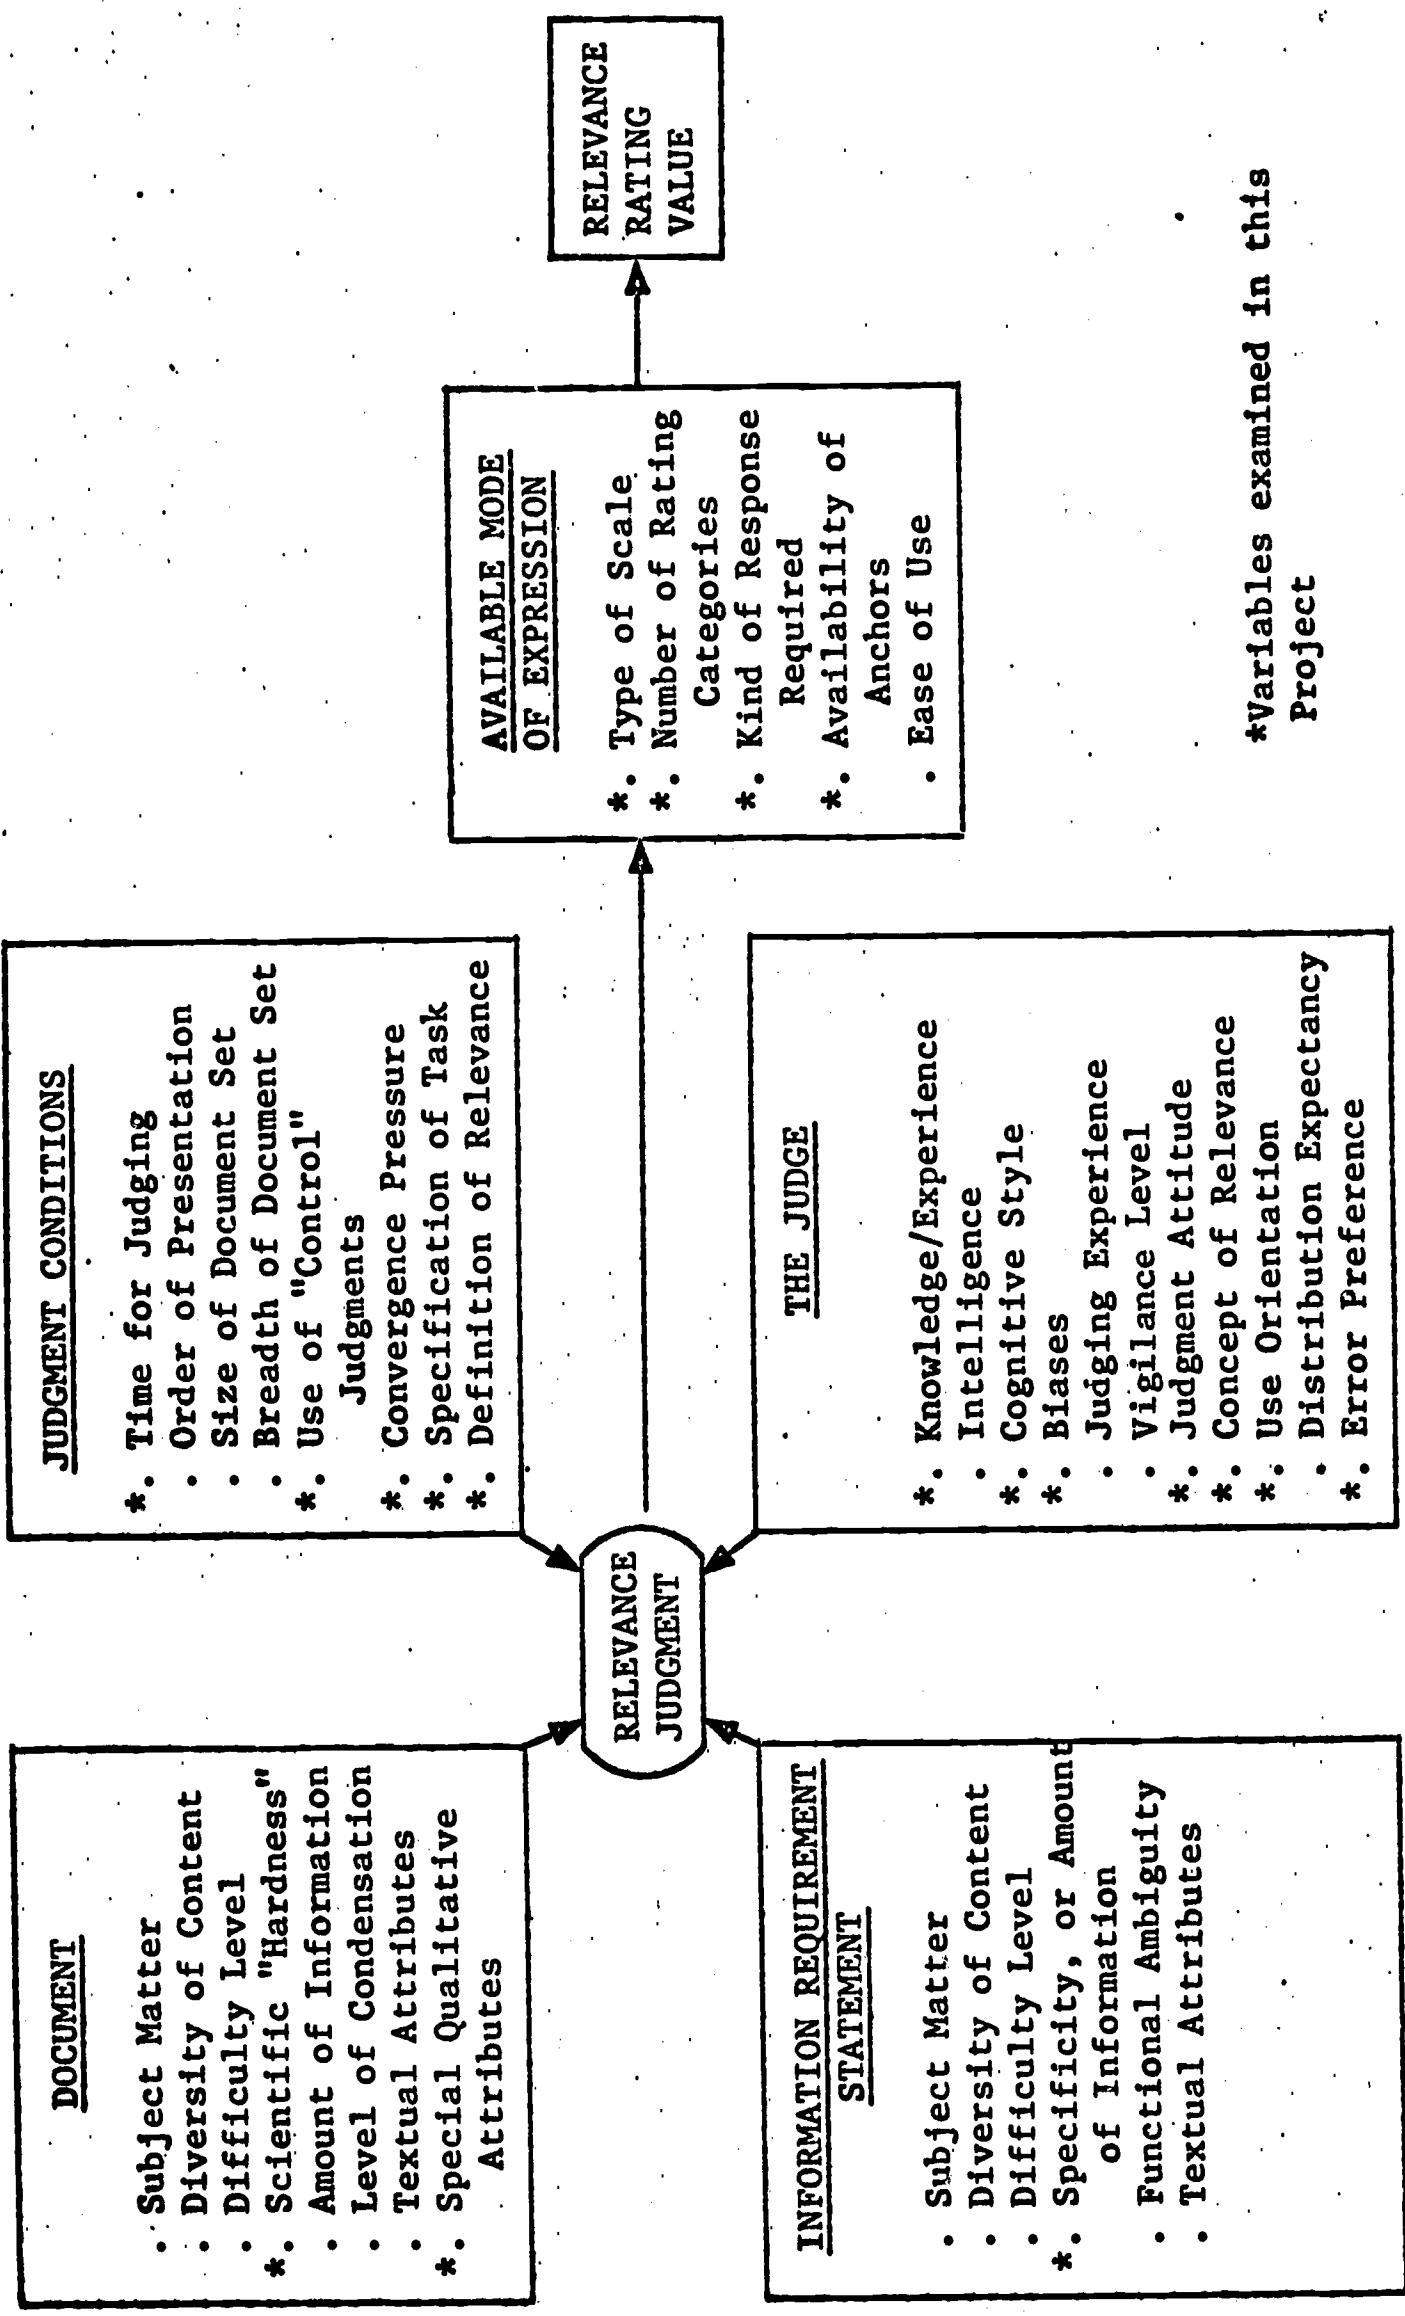 DOCUMENT
. Subject Matter
. Diversity of Content
. Difficulty Level
*. Scientific "Hardness"
. Amount of Information
. Level of Condensation
. Textual Attributes
*. Special Qualitative
Attributes
JUDGMENT CONDITIONS
*. Time for Judging
. Order of Presentation
. Size of Document Set
. Breadth of Document Set
*. Use of "Control"
Judgments
*. Convergence Pressure
*. Specification of Task
*. Definition of Relevance
RELEVANCE
JUDGMENT
AVAILABLE MODE
OF EXPRESSION
*. Type of Scale
*. Number of Rating
Categories
*. Kind of Response
Required
*. Availability of
Anchors
. Ease of Use
RELEVANCE
RATING
VALUE
INFORMATION REQUIREMENT
STATEMENT
. Subject Matter
. Diversity of Content
. Difficulty Level
*. Specificity, or Amount
of Information
. Functional Ambiguity
. Textual Attributes
THE JUDGE
*. Knowledge/Experience
. Intelligence
*. Cognitive Style
*. Biases
. Judging Experience
. Vigilance Level
*. Judgment Attitude
*. Concept of Relevance
*. Use Orientation
. Distribution Expectancy
*. Error Preference
*Variables examined in this
Project